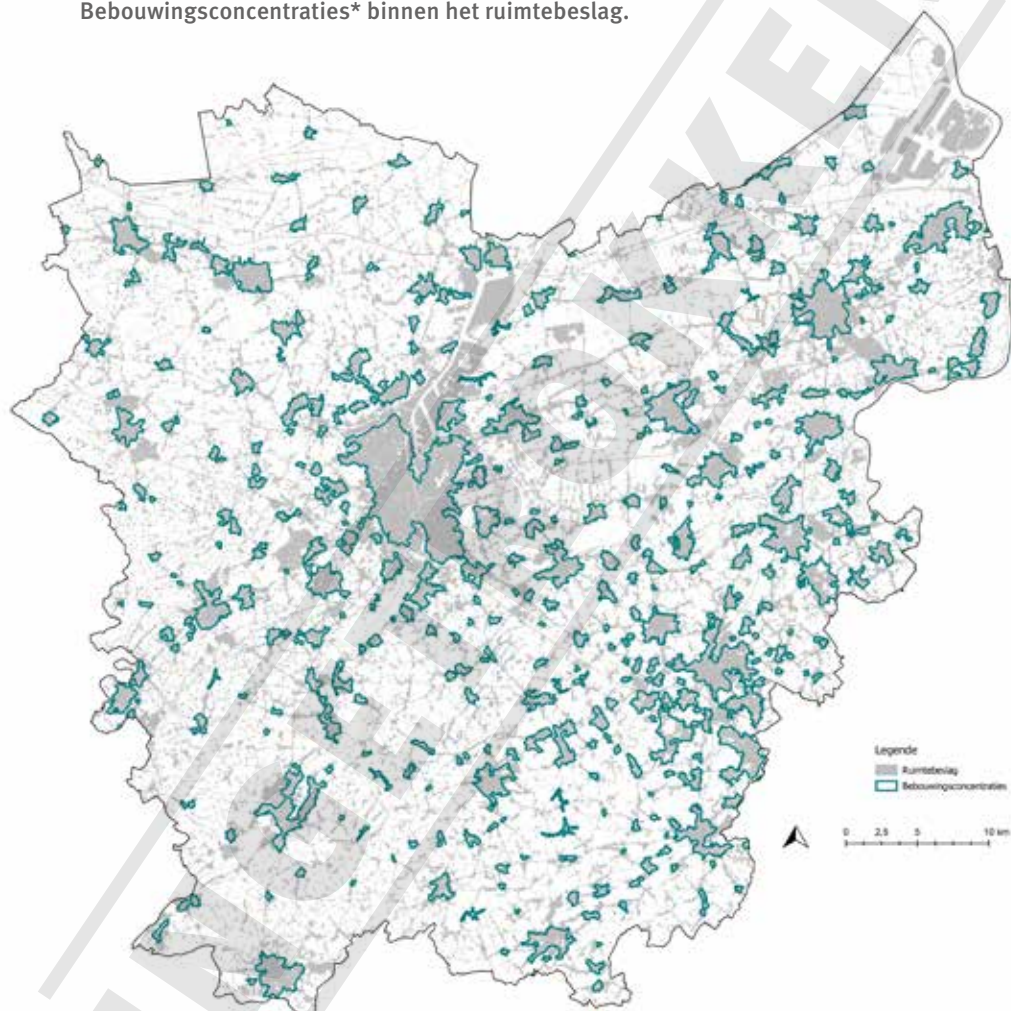 Bebouwingsconcentraties* binnen het ruimtebeslag.
Legende
Ruimtebeslag
Bebouwingsconcentraties
0 2,5 5 10 km